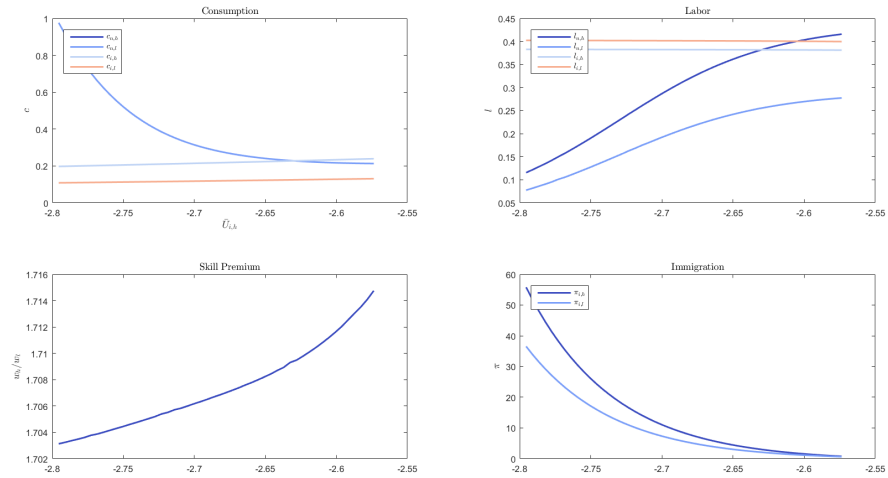 Consumption
1
0.8
0.6
0.4
0.2
0
c
c_{n,h}
c_{n,l}
c_{i,h}
c_{i,l}
-2.8
-2.75
-2.7
-2.65
-2.6
-2.55
Ū_{i,h}
Labor
0.45
0.4
0.35
0.3
0.25
0.2
0.15
0.1
0.05
l
l_{n,h}
l_{n,l}
l_{i,h}
l_{i,l}
-2.8
-2.75
-2.7
-2.65
-2.6
-2.55
Skill Premium
1.716
1.714
1.712
1.71
1.708
1.706
1.704
1.702
w_h/w_l
-2.8
-2.75
-2.7
-2.65
-2.6
-2.55
Immigration
60
50
40
30
20
10
0
π
π_{i,h}
π_{i,l}
-2.8
-2.75
-2.7
-2.65
-2.6
-2.55